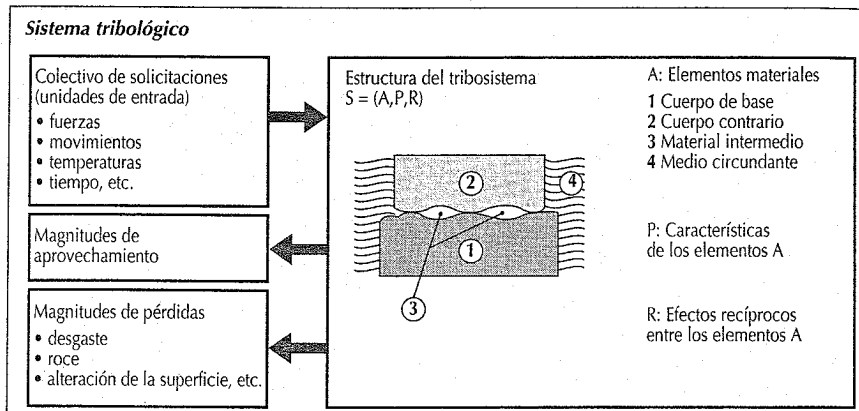 Sistema tribológico
Colectivo de solicitaciones
(unidades de entrada)
• fuerzas
• movimientos
• temperaturas
• tiempo, etc.
Magnitudes de
aprovechamiento
Magnitudes de pérdidas
• desgaste
• roce
• alteración de la superficie, etc.
Estructura del tribosistema
S = (A,P,R)
2
4
1
3
A: Elementos materiales
1 Cuerpo de base
2 Cuerpo contrario
3 Material intermedio
4 Medio circundante
P: Características
de los elementos A
R: Efectos recíprocos
entre los elementos A